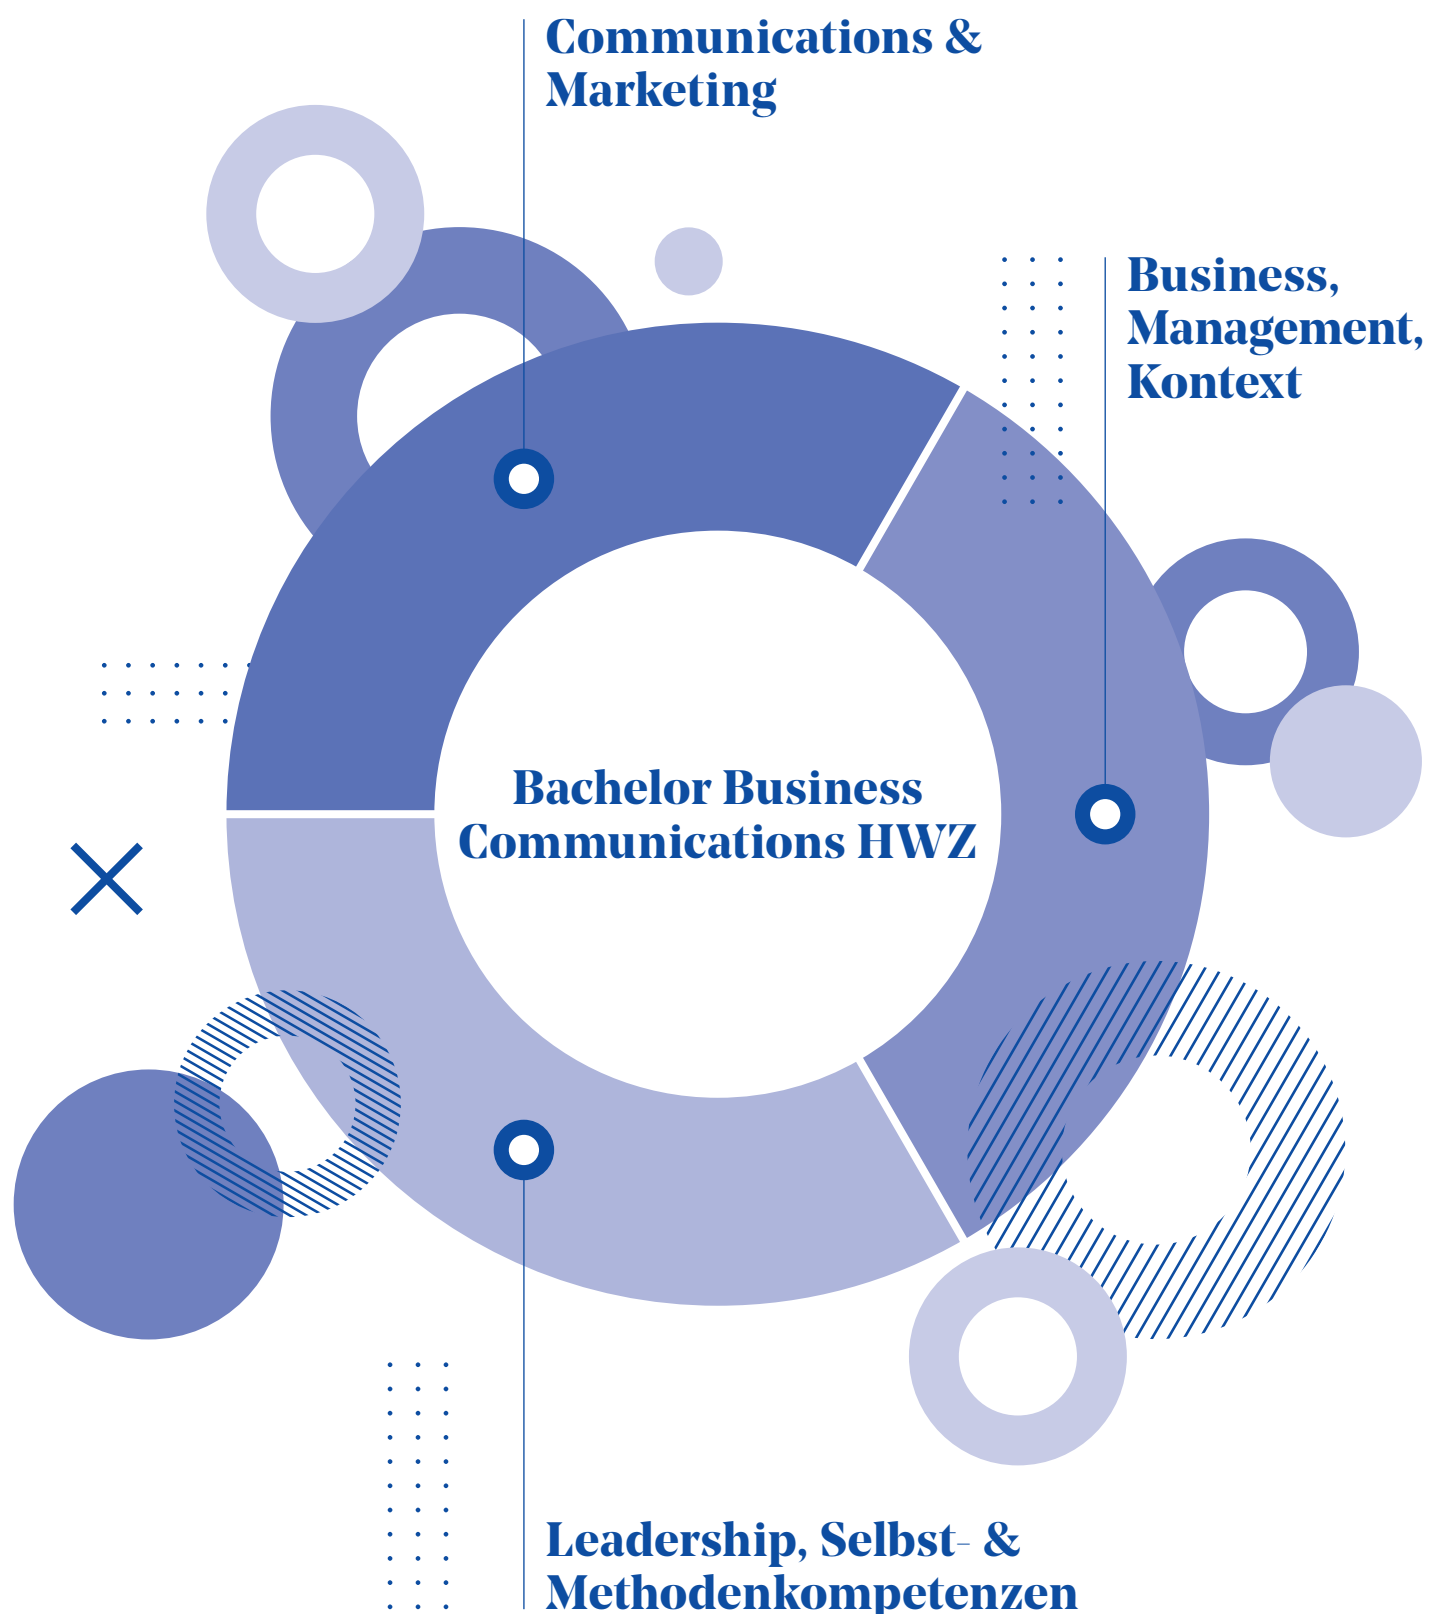 Communications &
Marketing
Business,
Management,
Kontext
Bachelor Business
Communications HWZ
Leadership, Selbst- &
Methodenkompetenzen